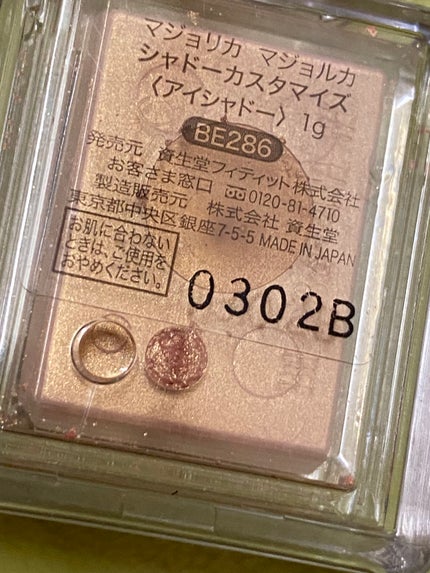 マジョリカ マジョルカ
シャドーカスタマイズ
〈アイシャドー〉 1g
BE286
発売元 資生堂フィティット株式会社
お客さま窓口 0120-81-4710
製造販売元 株式会社 資生堂
東京都中央区銀座7-5-5 MADE IN JAPAN
お肌に合わない
ときは、ご使用を
おやめください。
0302B